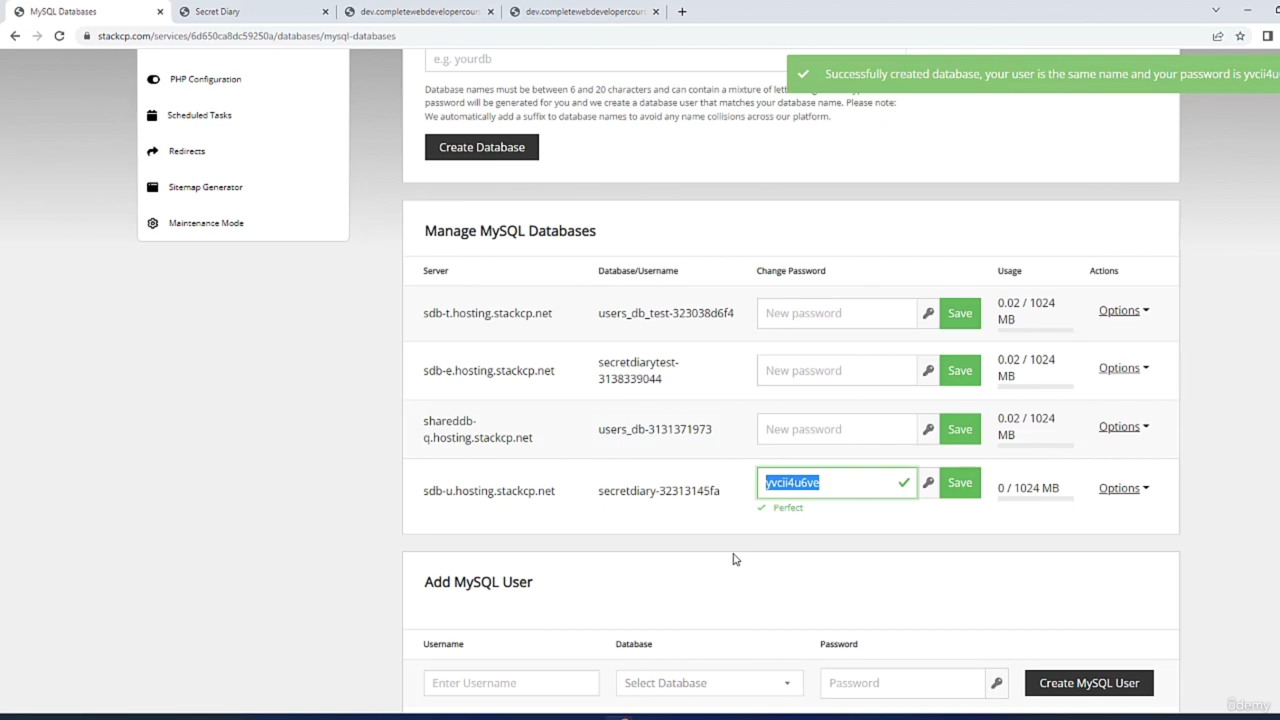 MySQL Databases
Secret Diary
dev.completewebdevelopercours
dev.completewebdevelopercours
stackcp.com/services/6d650ca8dc59250a/databases/mysql-databases
PHP Configuration
Scheduled Tasks
Redirects
Sitemap Generator
Maintenance Mode
e.g. yourdb
Successfully created database, your user is the same name and your password is yvcii4u
Database names must be between 6 and 20 characters and can contain a mixture of
password will be generated for you and we create a database user that matches your database name. Please note:
We automatically add a suffix to database names to avoid any name collisions across our platform.
Create Database
Manage MySQL Databases
Server Database/Username Change Password Usage Actions
sdb-t.hosting.stackcp.net users_db_test-323038d6f4 New password Save 0.02 / 1024 MB Options
sdb-e.hosting.stackcp.net secretdiarytest-3138339044 New password Save 0.02 / 1024 MB Options
shareddb-q.hosting.stackcp.net users_db-3131371973 New password Save 0.02 / 1024 MB Options
sdb-u.hosting.stackcp.net secretdiary-32313145fa yvcii4u6ve Save 0 / 1024 MB Options
Perfect
Add MySQL User
Username Database Password
Enter Username Select Database Password Create MySQL User
Udemy